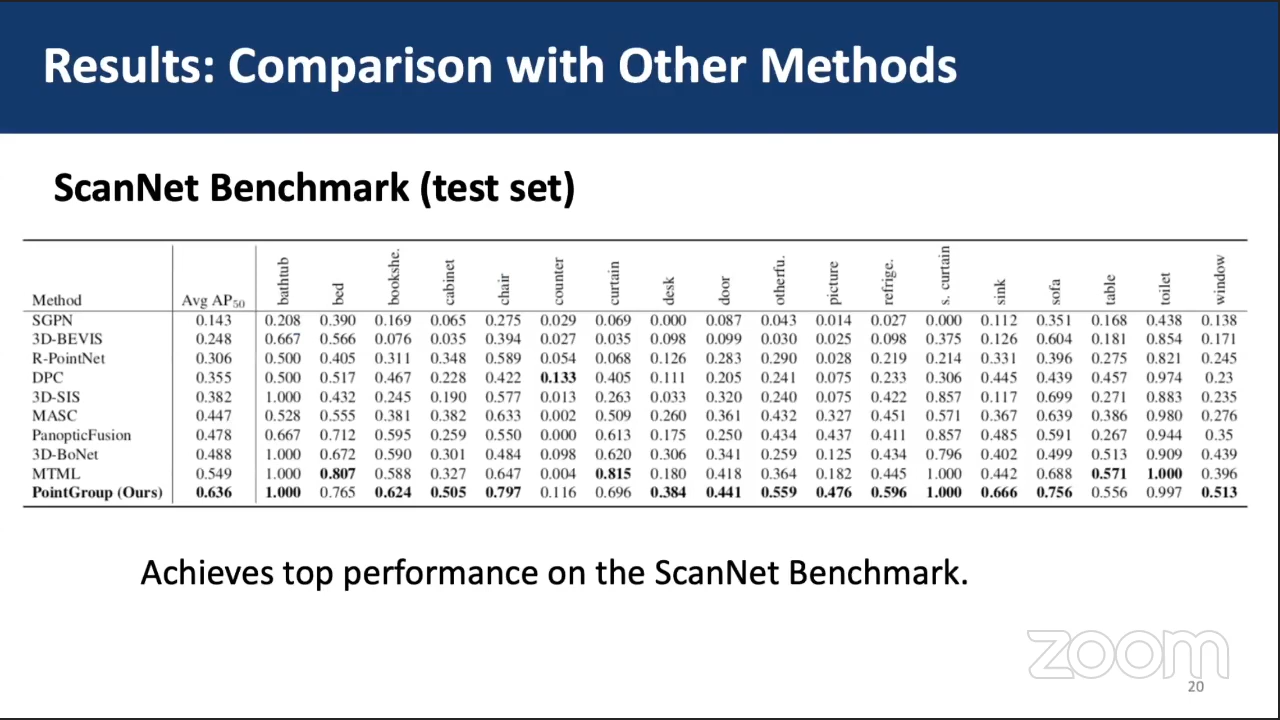 Results: Comparison with Other Methods
ScanNet Benchmark (test set)
Method Avg AP50 bathtub bed bookshe. cabinet chair counter curtain desk door otherfu. picture refrige. s. curtain sink sofa table toilet window
SGPN 0.143 0.208 0.390 0.169 0.065 0.275 0.029 0.069 0.000 0.087 0.043 0.014 0.027 0.000 0.112 0.351 0.168 0.438 0.138
3D-BEVIS 0.248 0.667 0.566 0.076 0.035 0.394 0.027 0.035 0.098 0.099 0.030 0.025 0.098 0.375 0.126 0.604 0.181 0.854 0.171
R-PointNet 0.306 0.500 0.405 0.311 0.348 0.589 0.054 0.068 0.126 0.283 0.290 0.028 0.219 0.214 0.331 0.396 0.275 0.821 0.245
DPC 0.355 0.500 0.517 0.467 0.228 0.422 0.133 0.405 0.111 0.205 0.241 0.075 0.233 0.306 0.445 0.439 0.457 0.974 0.23
3D-SIS 0.382 1.000 0.432 0.245 0.190 0.577 0.013 0.263 0.033 0.320 0.240 0.075 0.422 0.857 0.117 0.699 0.271 0.883 0.235
MASC 0.447 0.528 0.555 0.381 0.382 0.633 0.002 0.509 0.260 0.361 0.432 0.327 0.451 0.571 0.367 0.639 0.386 0.980 0.276
PanopticFusion 0.478 0.667 0.712 0.595 0.259 0.550 0.000 0.613 0.175 0.250 0.434 0.437 0.411 0.857 0.485 0.591 0.267 0.944 0.35
3D-BoNet 0.488 1.000 0.672 0.590 0.301 0.484 0.098 0.620 0.306 0.341 0.259 0.125 0.434 0.796 0.402 0.499 0.513 0.909 0.439
MTML 0.549 1.000 0.807 0.588 0.327 0.647 0.004 0.815 0.180 0.418 0.364 0.182 0.445 1.000 0.442 0.688 0.571 1.000 0.396
PointGroup (Ours) 0.636 1.000 0.765 0.624 0.505 0.797 0.116 0.696 0.384 0.441 0.559 0.476 0.596 1.000 0.666 0.756 0.556 0.997 0.513
Achieves top performance on the ScanNet Benchmark.
zoom
20